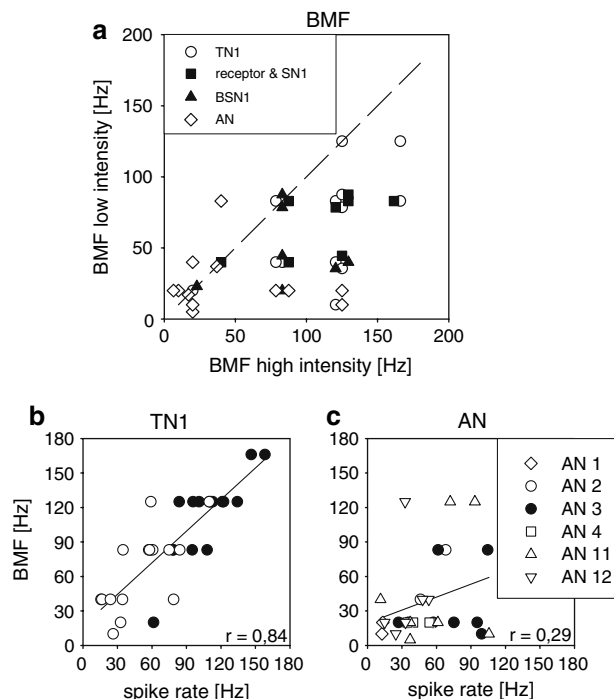 BMF
a
200
150
100
50
0
BMF low intensity [Hz]
TN1
receptor & SN1
BSN1
AN
0 50 100 150 200
BMF high intensity [Hz]
b TN1
180
150
120
90
60
30
0
BMF [Hz]
r = 0,84
0 30 60 90 120 150 180
spike rate [Hz]
c AN
180
150
120
90
60
30
0
AN 1
AN 2
AN 3
AN 4
AN 11
AN 12
r = 0,29
0 30 60 90 120 150 180
spike rate [Hz]